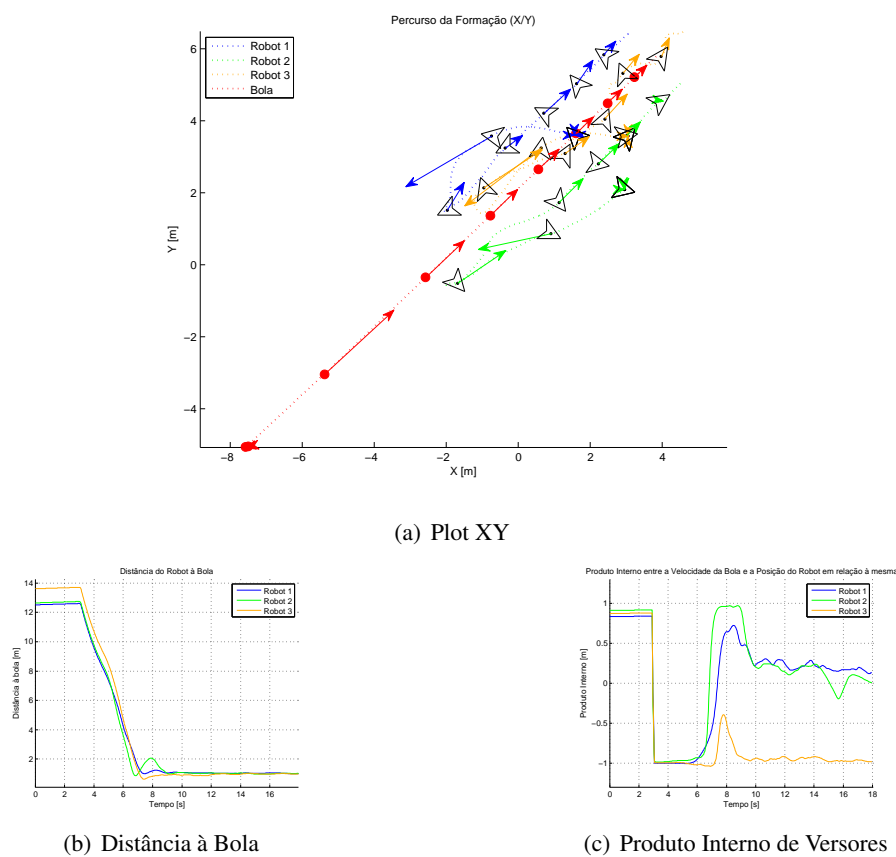 Percurso da Formação (X/Y)
Robot 1
Robot 2
Robot 3
Bola
6
4
2
0
−2
−4
Y [m]
−8
−6
−4
−2
0
2
4
X [m]
(a) Plot XY
Distância do Robot à Bola
Robot 1
Robot 2
Robot 3
14
12
10
8
6
4
2
Distância à bola [m]
0
2
4
6
8
10
12
14
16
Tempo [s]
(b) Distância à Bola
Produto Interno entre a Velocidade da Bola e a Posição do Robot em relação à mesma
Robot 1
Robot 2
Robot 3
1
0.5
0
−0.5
−1
Produto Interno [m]
0
2
4
6
8
10
12
14
16
18
Tempo [s]
(c) Produto Interno de Versores